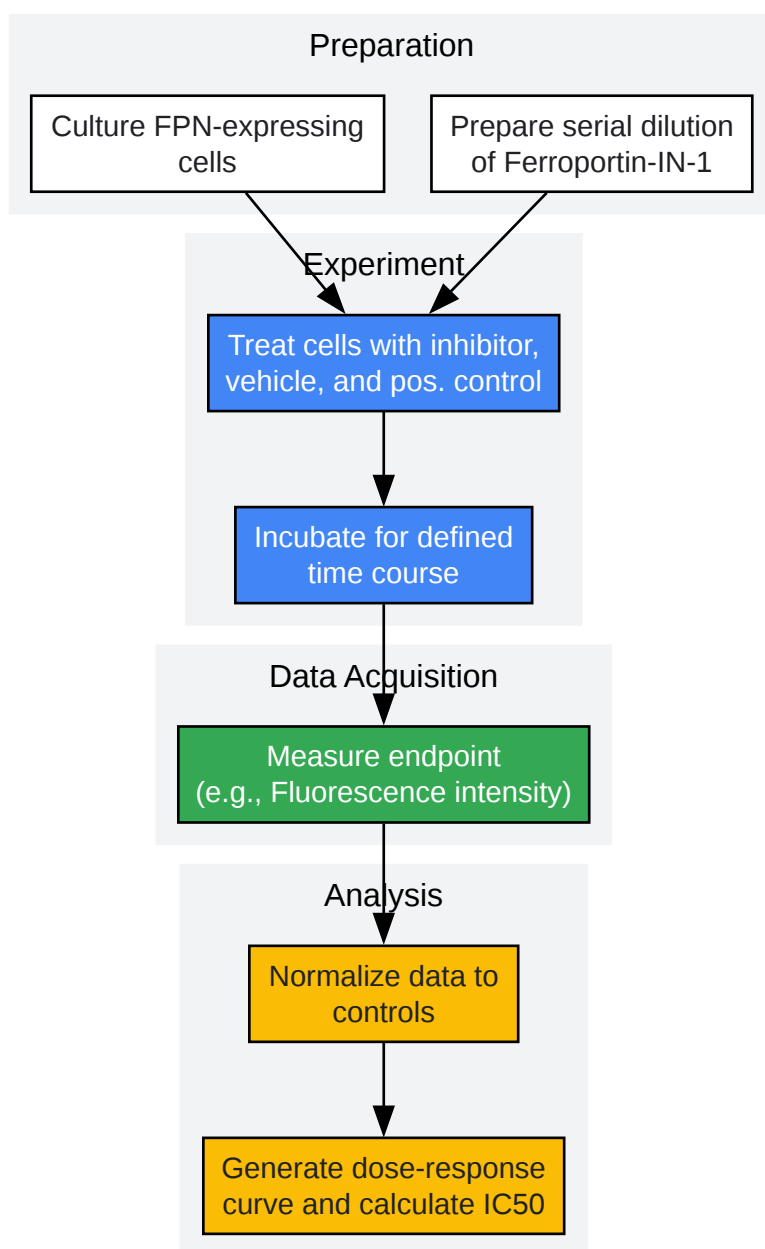 Preparation
Culture FPN-expressing
cells
Prepare serial dilution
of Ferroportin-IN-1
Experiment
Treat cells with inhibitor,
vehicle, and pos. control
Incubate for defined
time course
Data Acquisition
Measure endpoint
(e.g., Fluorescence intensity)
Analysis
Normalize data to
controls
Generate dose-response
curve and calculate IC50